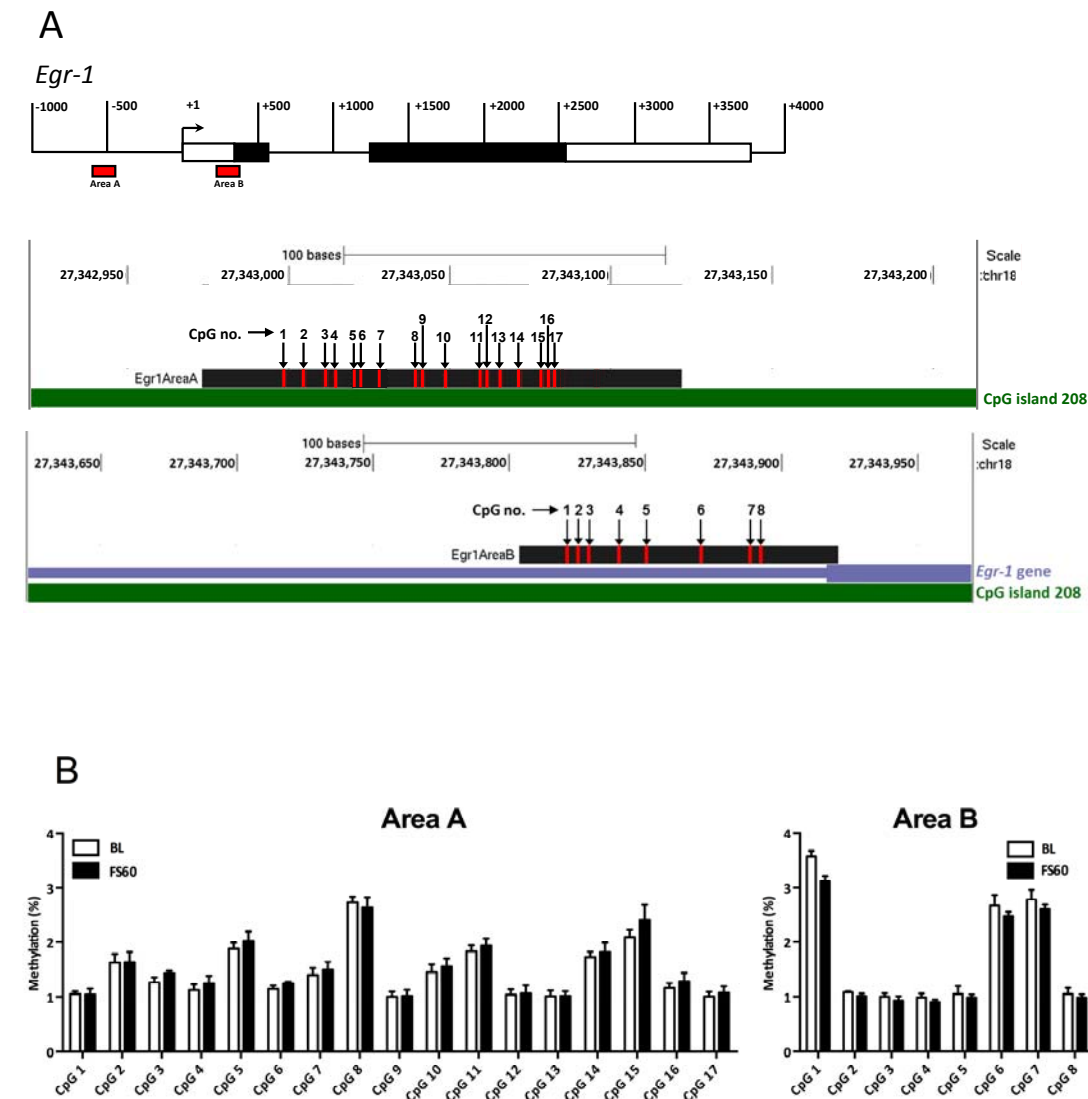 A
Egr-1
-1000 -500 +1 +500 +1000 +1500 +2000 +2500 +3000 +3500 +4000
Area A Area B
100 bases Scale
27,342,950 27,343,000 27,343,050 27,343,100 27,343,150 27,343,200 :chr18
CpG no. 1 2 3 4 5 6 7 8 9 10 11 12 13 14 15 16 17
Egr1AreaA
CpG island 208
100 bases Scale
27,343,650 27,343,700 27,343,750 27,343,800 27,343,850 27,343,900 27,343,950 :chr18
CpG no. 1 2 3 4 5 6 7 8
Egr1AreaB
Egr-1 gene
CpG island 208
B
Area A
BL
FS60
Methylation (%)
4
3
2
1
0
CpG 1 CpG 2 CpG 3 CpG 4 CpG 5 CpG 6 CpG 7 CpG 8 CpG 9 CpG 10 CpG 11 CpG 12 CpG 13 CpG 14 CpG 15 CpG 16 CpG 17
Area B
BL
FS60
Methylation (%)
4
3
2
1
0
CpG 1 CpG 2 CpG 3 CpG 4 CpG 5 CpG 6 CpG 7 CpG 8